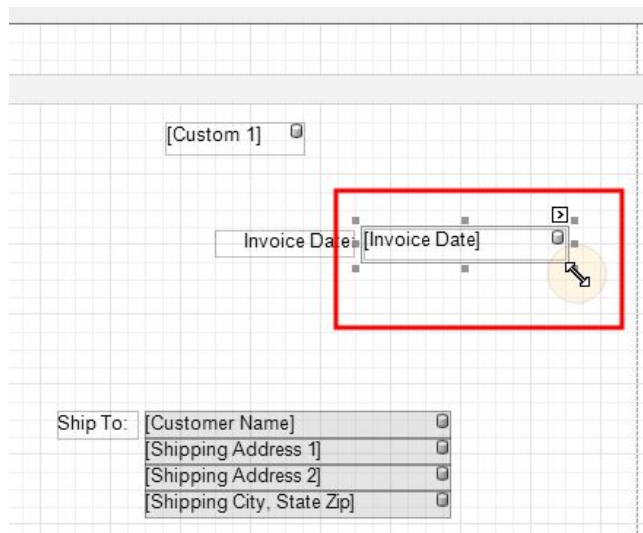 [Custom 1]
Invoice Date: [Invoice Date]
Ship To: [Customer Name]
[Shipping Address 1]
[Shipping Address 2]
[Shipping City, State Zip]